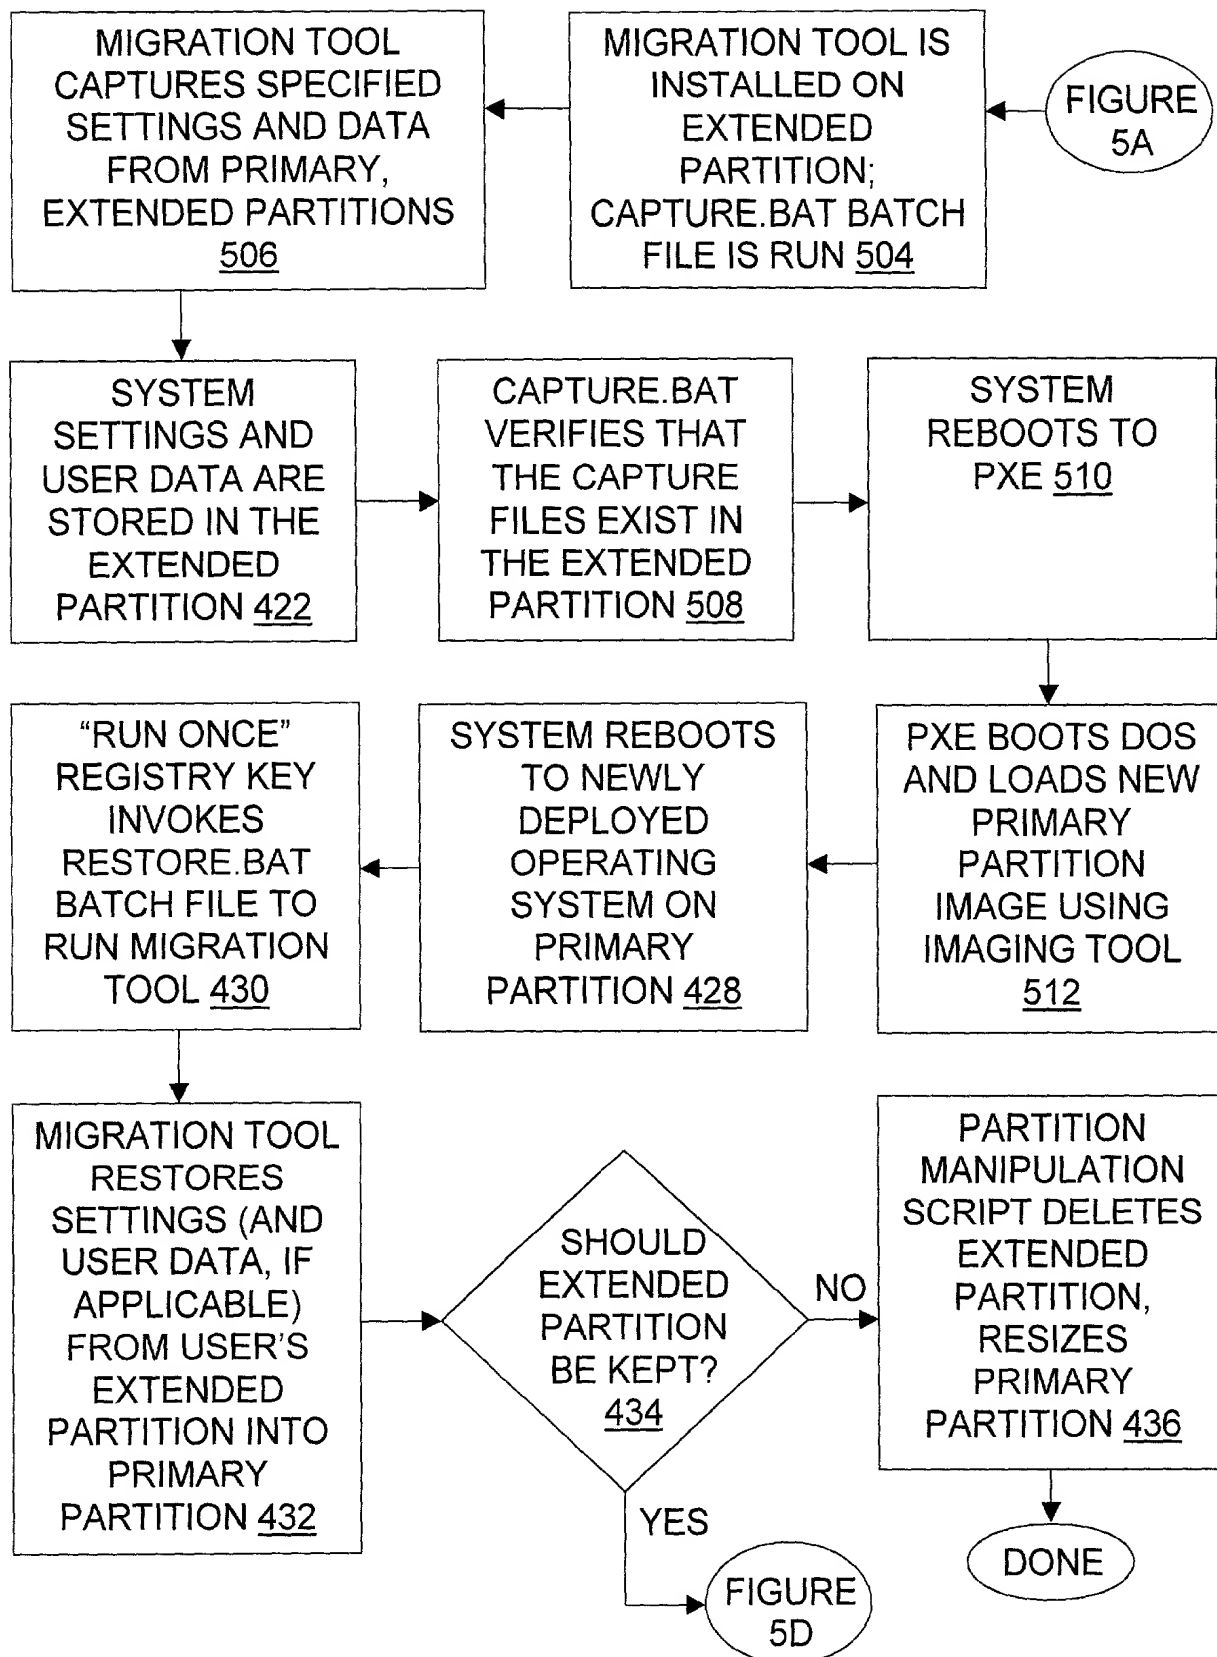 FIGURE
5A
MIGRATION TOOL IS
INSTALLED ON
EXTENDED
PARTITION;
CAPTURE.BAT BATCH
FILE IS RUN 504
MIGRATION TOOL
CAPTURES SPECIFIED
SETTINGS AND DATA
FROM PRIMARY,
EXTENDED PARTITIONS
506
SYSTEM
SETTINGS AND
USER DATA ARE
STORED IN THE
EXTENDED
PARTITION 422
CAPTURE.BAT
VERIFIES THAT
THE CAPTURE
FILES EXIST IN
THE EXTENDED
PARTITION 508
SYSTEM
REBOOTS TO
PXE 510
PXE BOOTS DOS
AND LOADS NEW
PRIMARY
PARTITION
IMAGE USING
IMAGING TOOL
512
SYSTEM REBOOTS
TO NEWLY
DEPLOYED
OPERATING
SYSTEM ON
PRIMARY
PARTITION 428
“RUN ONCE”
REGISTRY KEY
INVOKES
RESTORE.BAT
BATCH FILE TO
RUN MIGRATION
TOOL 430
MIGRATION TOOL
RESTORES
SETTINGS (AND
USER DATA, IF
APPLICABLE)
FROM USER’S
EXTENDED
PARTITION INTO
PRIMARY
PARTITION 432
SHOULD
EXTENDED
PARTITION
BE KEPT?
434
NO
PARTITION
MANIPULATION
SCRIPT DELETES
EXTENDED
PARTITION,
RESIZES
PRIMARY
PARTITION 436
DONE
YES
FIGURE
5D